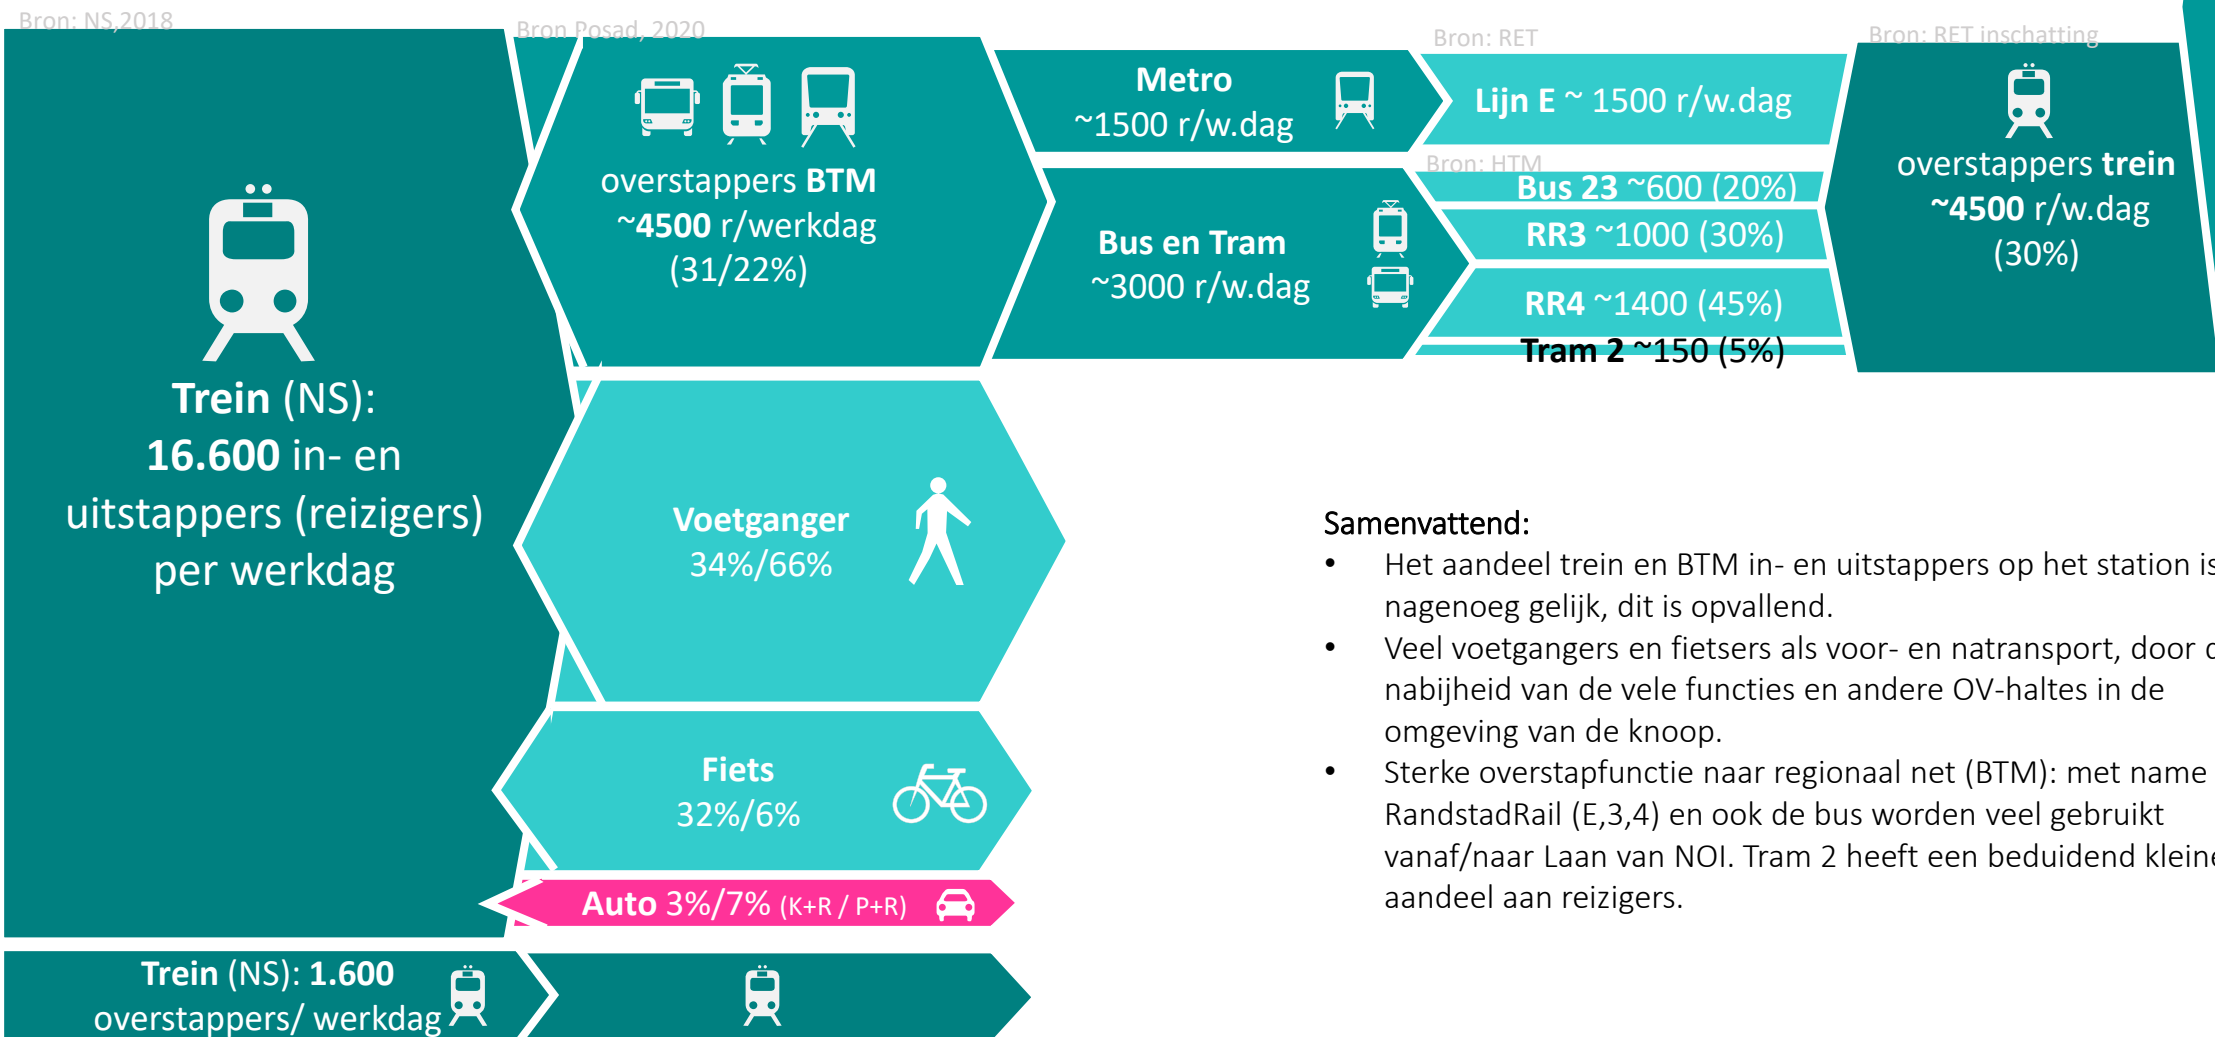 Bron: NS,2018
Trein (NS):
16.600 in- en
uitstappers (reizigers)
per werkdag
Bron Posad, 2020
overstappers BTM
~4500 r/werkdag
(31/22%)
Voetganger
34%/66%
Fiets
32%/6%
Auto 3%/7% (K+R / P+R)
Trein (NS): 1.600
overstappers/ werkdag
Metro
~1500 r/w.dag
Bus en Tram
~3000 r/w.dag
Bron: RET
Lijn E ~ 1500 r/w.dag
Bron: HTM
Bus 23 ~600 (20%)
RR3 ~1000 (30%)
RR4 ~1400 (45%)
Tram 2 ~150 (5%)
Bron: RET inschatting
overstappers trein
~4500 r/w.dag
(30%)
Samenvattend:
• Het aandeel trein en BTM in- en uitstappers op het station is
nagenoeg gelijk, dit is opvallend.
• Veel voetgangers en fietsers als voor- en natransport, door
nabijheid van de vele functies en andere OV-haltes in de
omgeving van de knoop.
• Sterke overstapfunctie naar regionaal net (BTM): met name
RandstadRail (E,3,4) en ook de bus worden veel gebruikt
vanaf/naar Laan van NOI. Tram 2 heeft een beduidend
aandeel aan reizigers.